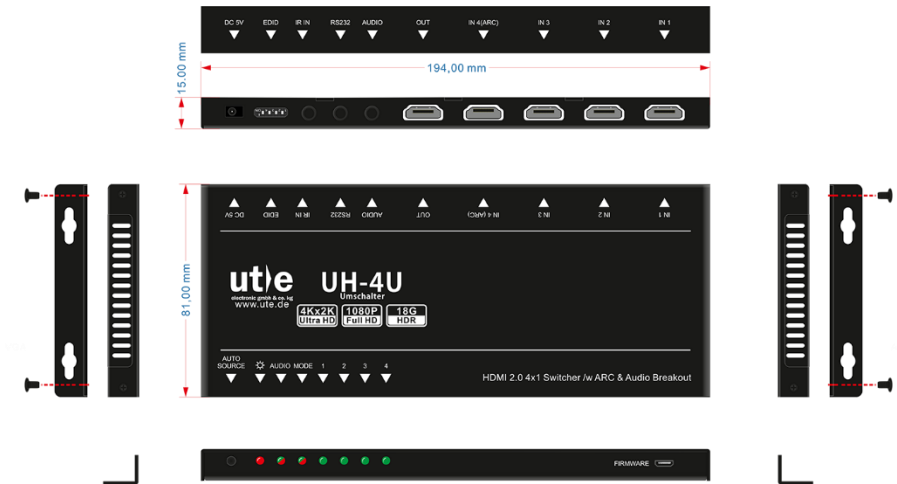 DC 5V EDID IR IN RS232 AUDIO OUT IN 4(ARC) IN 3 IN 2 IN 1
15.00 mm
194,00 mm
DC 5V EDID IR IN RS232 AUDIO OUT IN 4 (ARC) IN 3 IN 2 IN 1
81,00 mm
ute UH-4U
electronic gmbh & co. kg Umschalter
www.ute.de
4Kx2K 1080P 18G
Ultra HD Full HD HDR
AUTO
SOURCE AUDIO MODE 1 2 3 4
HDMI 2.0 4x1 Switcher /w ARC & Audio Breakout
FIRMWARE